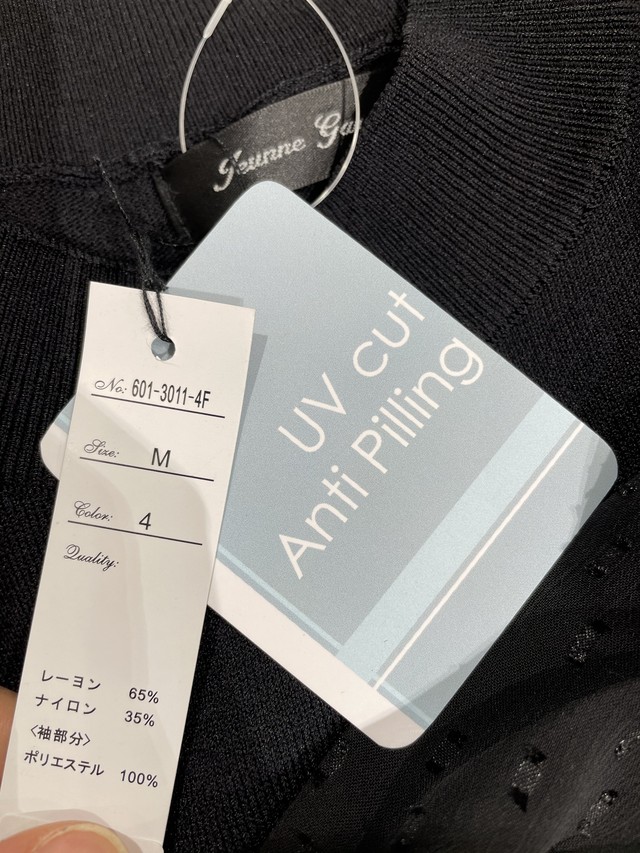 Jeunne
UV cut
Anti Pilling
No: 601-3011-4F
Size: M
Color: 4
Quality:
レーヨン 65%
ナイロン 35%
〈袖部分〉
ポリエステル 100%